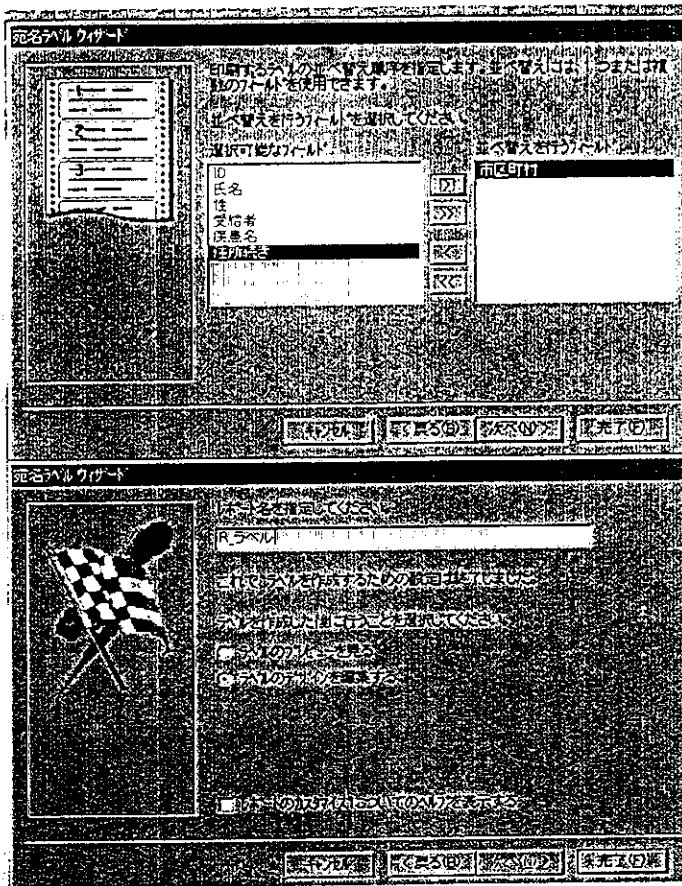 宛名ラベル ウィザード
印刷するラベルの並べ替え順序を指定します。並べ替えには、1つまたは複
数のフィールドを使用できます。
並べ替えを行うフィールドを選択してください。
選択可能なフィールド
並べ替えを行うフィールド
ID
氏名
性
受信者
疾患名
住所続き
市区町村
キャンセル
< 戻る(B)
次へ(N) >
完了(F)
宛名ラベル ウィザード
レポート名を指定してください。
R_ラベル
これで、ラベルを作成するための設定は終了しました。
ラベルを作成した後に行うことを選択してください。
ラベルのプレビューを見る
ラベルのデザインを編集する
レポートのカスタマイズについてのヘルプを表示する
キャンセル
< 戻る(B)
次へ(N) >
完了(F)